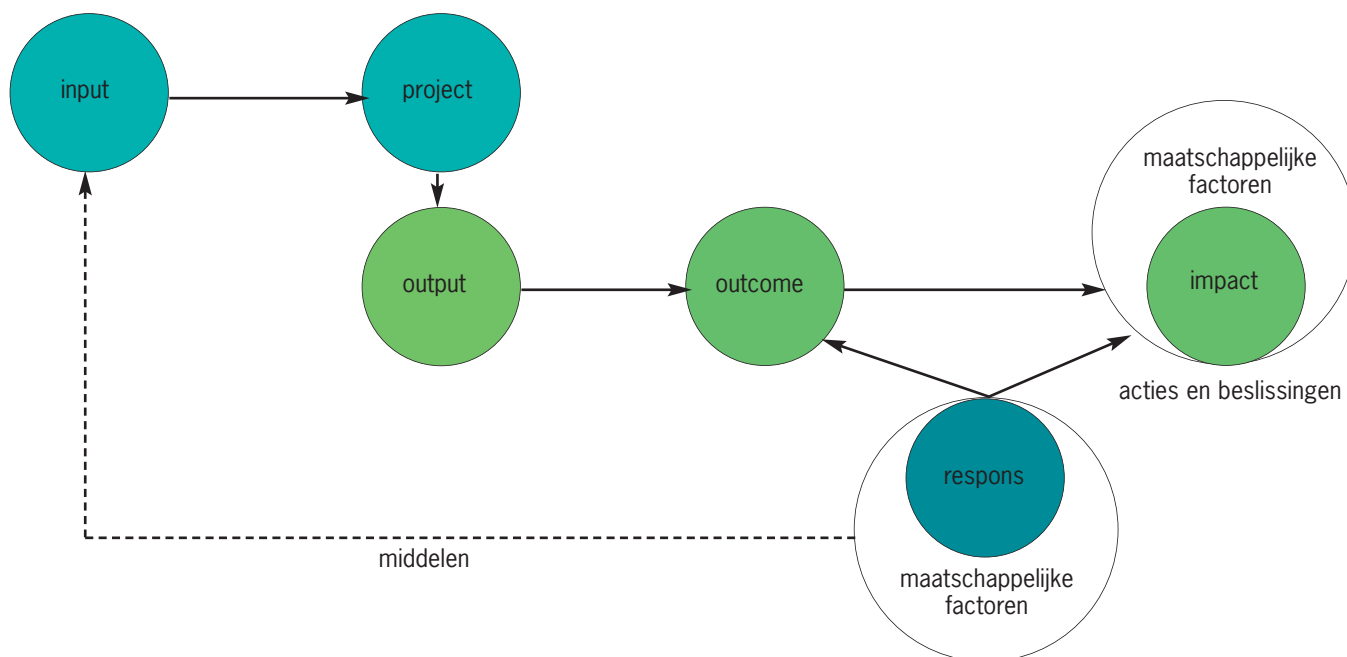 input
project
maatschappelijke
factoren
output
outcome
impact
acties en beslissingen
respons
middelen
maatschappelijke
factoren